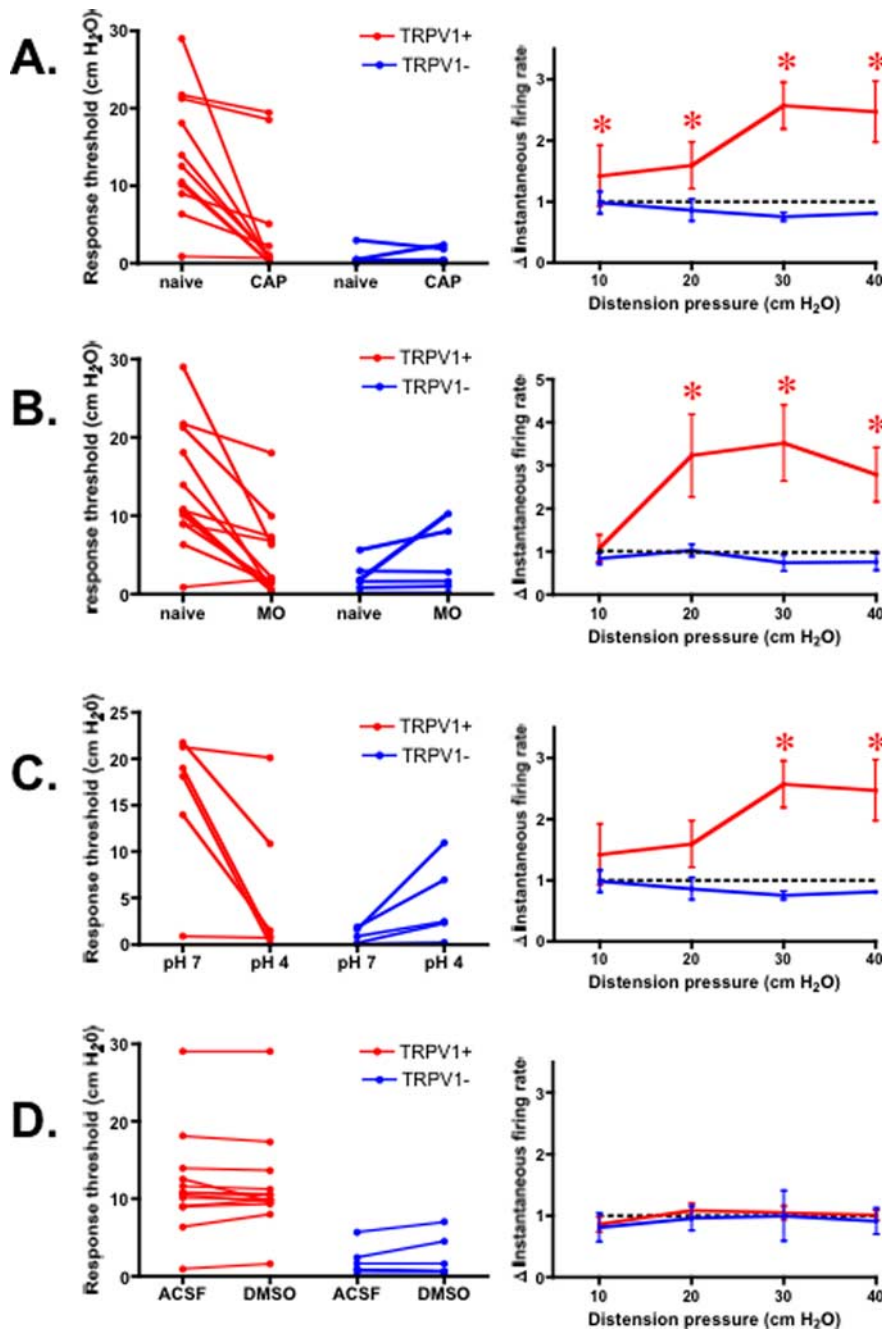 A.
Response threshold (cm H2O)
30
20
10
0
TRPV1+
TRPV1-
naive CAP naive CAP
Δ Instantaneous firing rate
3
2
1
0
* * * *
10 20 30 40
Distension pressure (cm H₂O)
B.
response threshold (cm H2O)
30
20
10
0
TRPV1+
TRPV1-
naive MO naive MO
Δ Instantaneous firing rate
5
4
3
2
1
0
* * *
10 20 30 40
Distension pressure (cm H₂O)
C.
Response threshold (cm H20)
25
20
15
10
5
0
TRPV1+
TRPV1-
pH 7 pH 4 pH 7 pH 4
Δ Instantaneous firing rate
3
2
1
0
* *
10 20 30 40
Distension pressure (cm H₂O)
D.
Response threshold (cm H20)
30
20
10
0
TRPV1+
TRPV1-
ACSF DMSO ACSF DMSO
Δ Instantaneous firing rate
3
2
1
0
10 20 30 40
Distension pressure (cm H₂O)